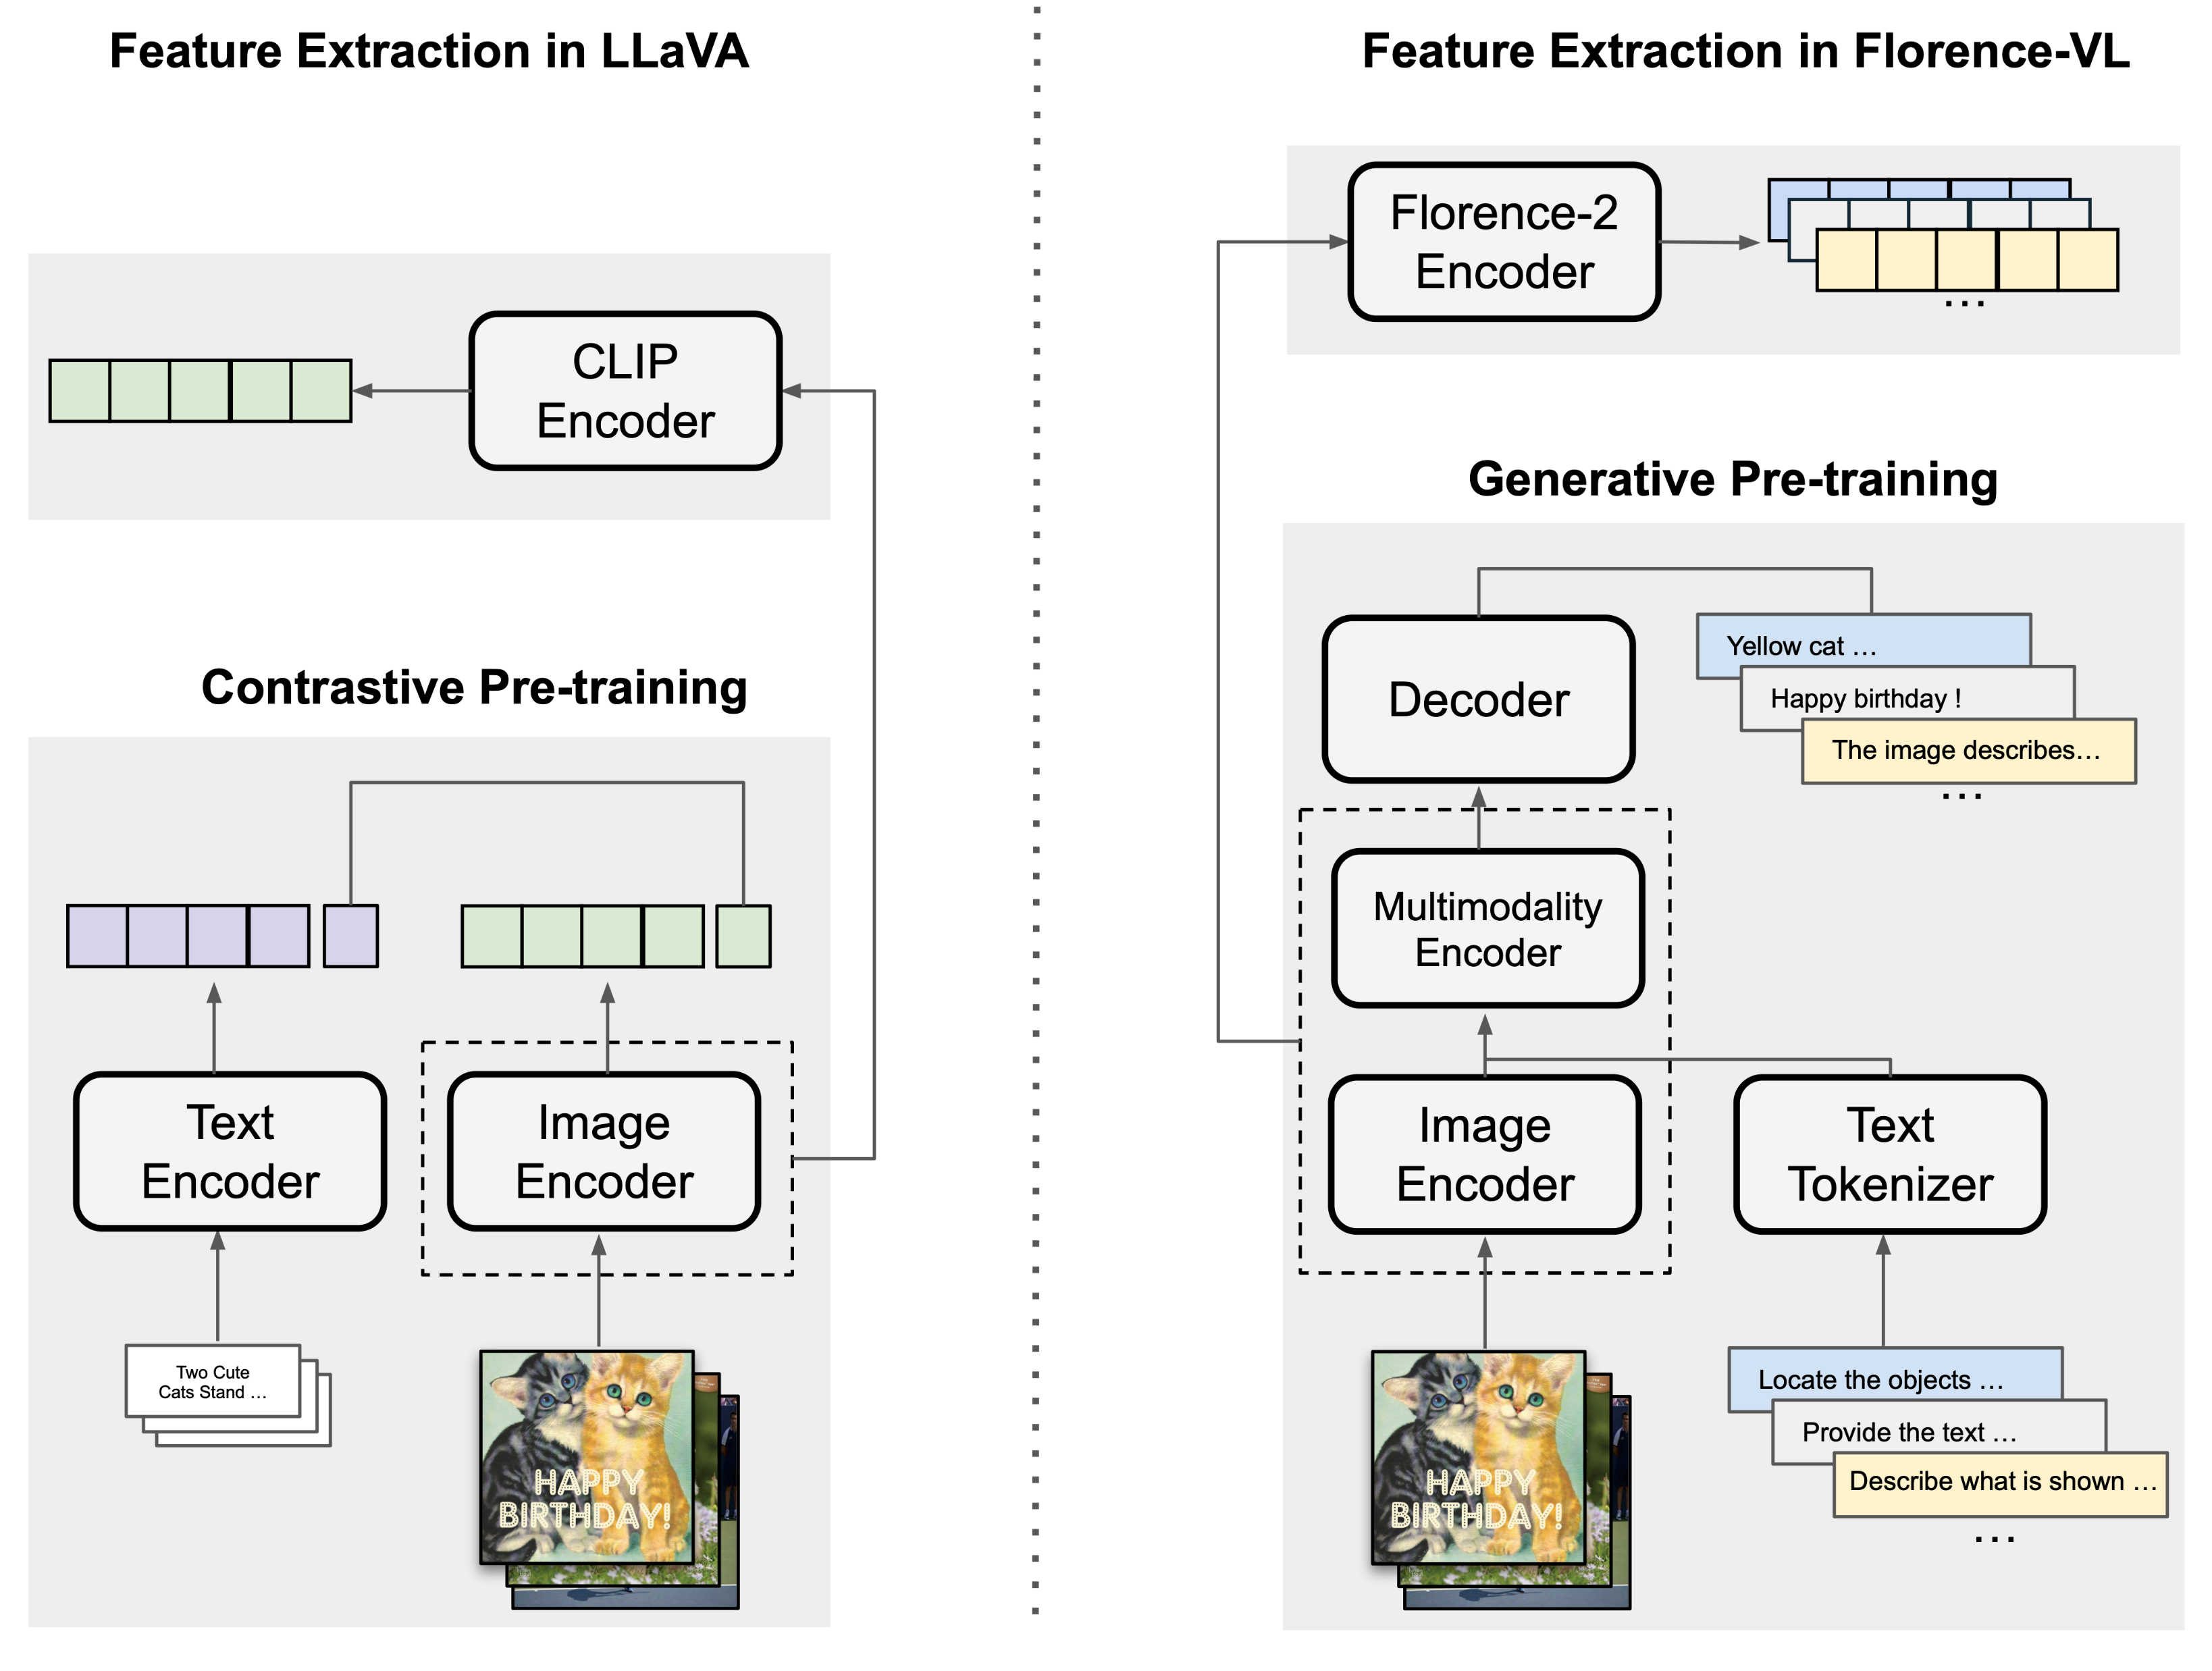 Feature Extraction in LLaVA
CLIP
Encoder
Contrastive Pre-training
Text
Encoder
Image
Encoder
Two Cute
Cats Stand …
HAPPY
BIRTHDAY!
Feature Extraction in Florence-VL
Florence-2
Encoder
…
Generative Pre-training
Decoder
Yellow cat …
Happy birthday !
The image describes…
…
Multimodality
Encoder
Image
Encoder
Text
Tokenizer
HAPPY
BIRTHDAY!
Locate the objects …
Provide the text …
Describe what is shown …
…